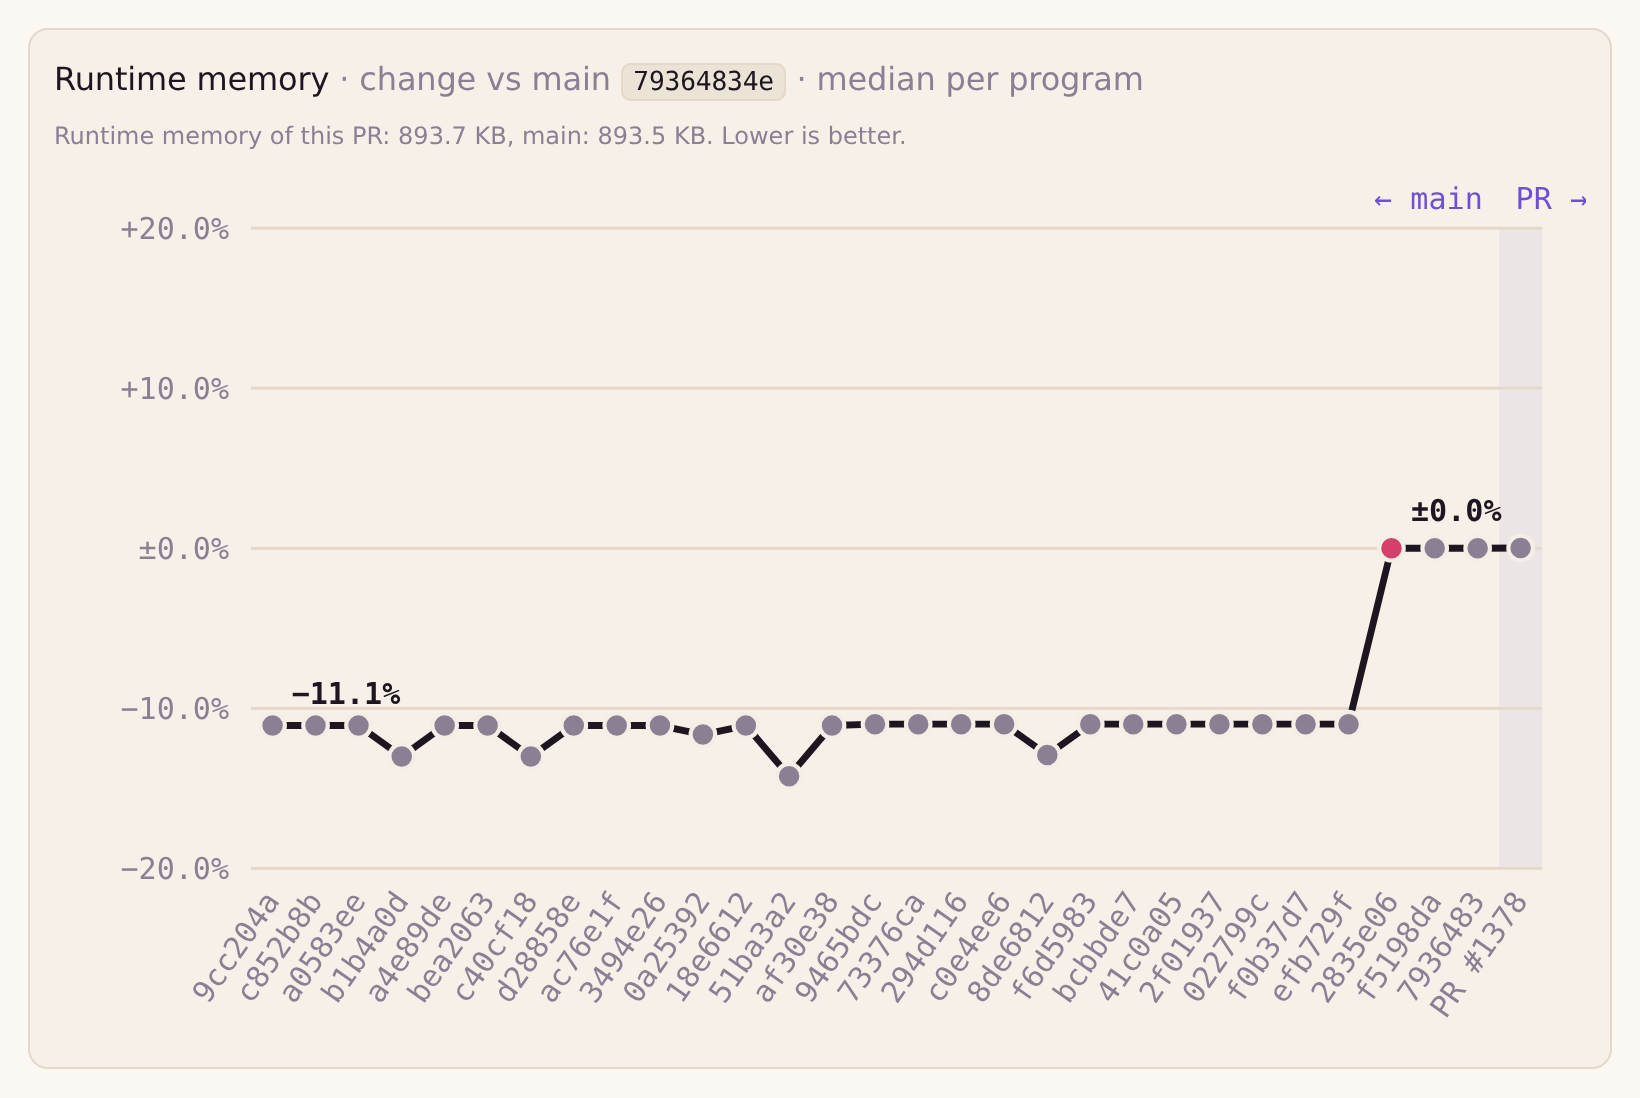 Runtime memory · change vs main 79364834e · median per program
Runtime memory of this PR: 893.7 KB, main: 893.5 KB. Lower is better.
← main PR →
+20.0%
+10.0%
±0.0%
±0.0%
−11.1%
−10.0%
−20.0%
9cc204a
c852b8b
a0583ee
b1b4a0d
a4e89de
bea2063
c40cf18
d28858e
ac76e1f
3494e26
0a25392
18e6612
51ba3a2
af30e38
9465bdc
73376ca
294d116
c0e4ee6
8de6812
f6d5983
bcbbde7
41c0a05
2f01937
022799c
f0b37d7
efb729f
2835e06
f5198da
7936483
PR #1378